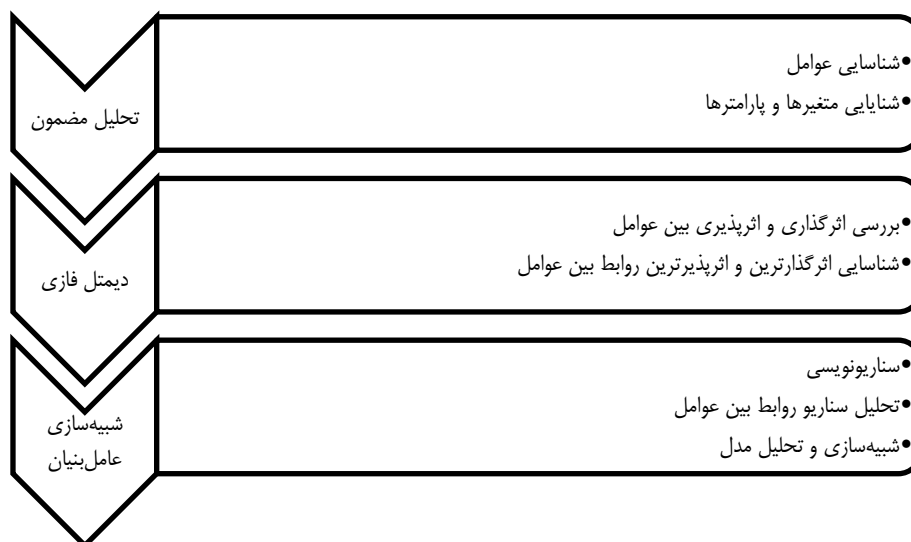 تحلیل مضمون
•شناسایی عوامل
•شنایایی متغیرها و پارامترها
دیمتل فازی
•بررسی اثرگذاری و اثرپذیری بین عوامل
•شناسایی اثرگذارترین و اثرپذیرترین روابط بین عوامل
شبیه‌سازی
عامل‌بنیان
•سناریونویسی
•تحلیل سناریو روابط بین عوامل
•شبیه‌سازی و تحلیل مدل